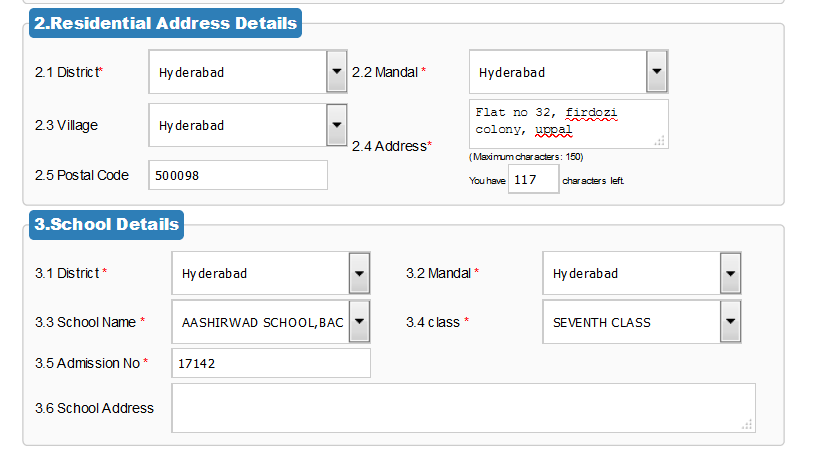 2.Residential Address Details
2.1 District* Hyderabad 2.2 Mandal * Hyderabad
2.3 Village Hyderabad
2.4 Address* Flat no 32, firdozi
colony, uppal
(Maximum characters: 150)
2.5 Postal Code 500098
You have 117 characters left.
3.School Details
3.1 District * Hyderabad 3.2 Mandal * Hyderabad
3.3 School Name * AASHIRWAD SCHOOL,BAC 3.4 class * SEVENTH CLASS
3.5 Admission No * 17142
3.6 School Address